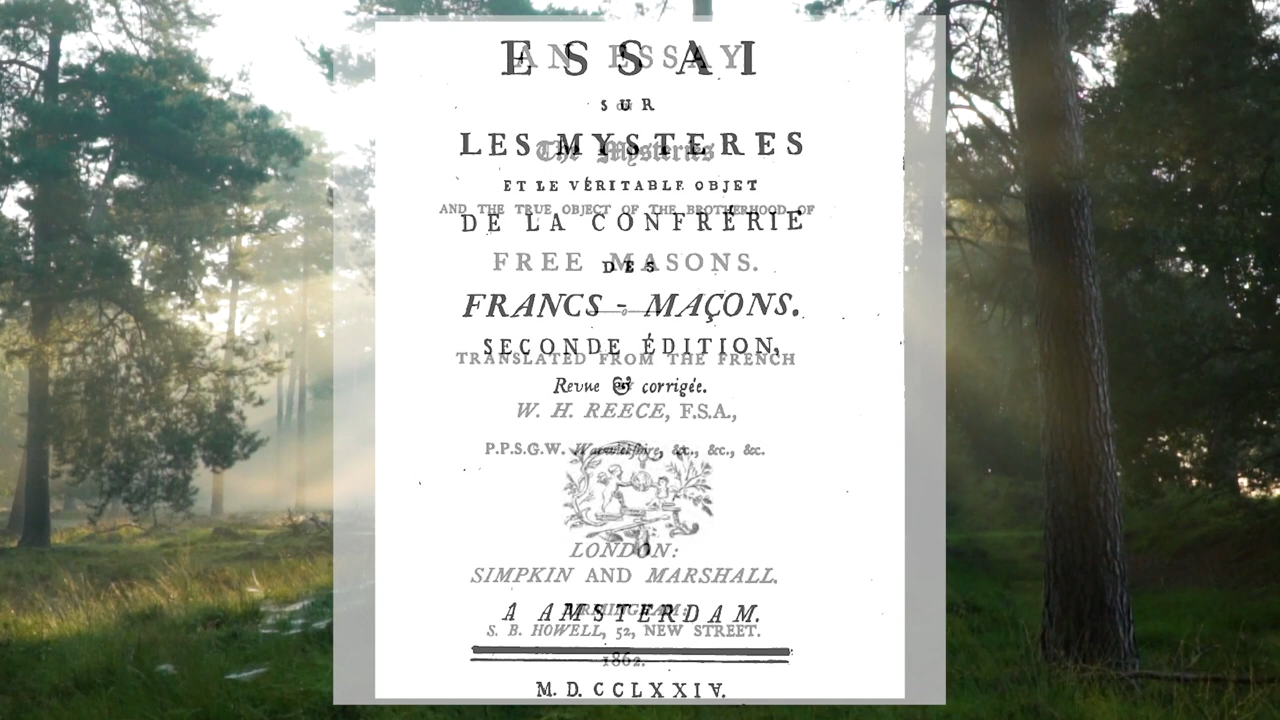 ESSAI
AN ESSAY
SUR
LES MYSTERES
The Mysteries
ET LE VÉRITABLE OBJET
AND THE TRUE OBJECT OF THE BROTHERHOOD OF
DE LA CONFRÉRIE
FREE MASONS.
DES
FRANCS - MAÇONS.
SECONDE ÉDITION,
TRANSLATED FROM THE FRENCH
Revue & corrigée.
W. H. REECE, F.S.A.,
P.P.S.G.W. Warwickshire, &c., &c., &c.
LONDON:
SIMPKIN AND MARSHALL.
A AMSTERDAM.
BIRMINGHAM:
S. B. HOWELL, 52, NEW STREET.
1862.
M. D. CCLXXIV.